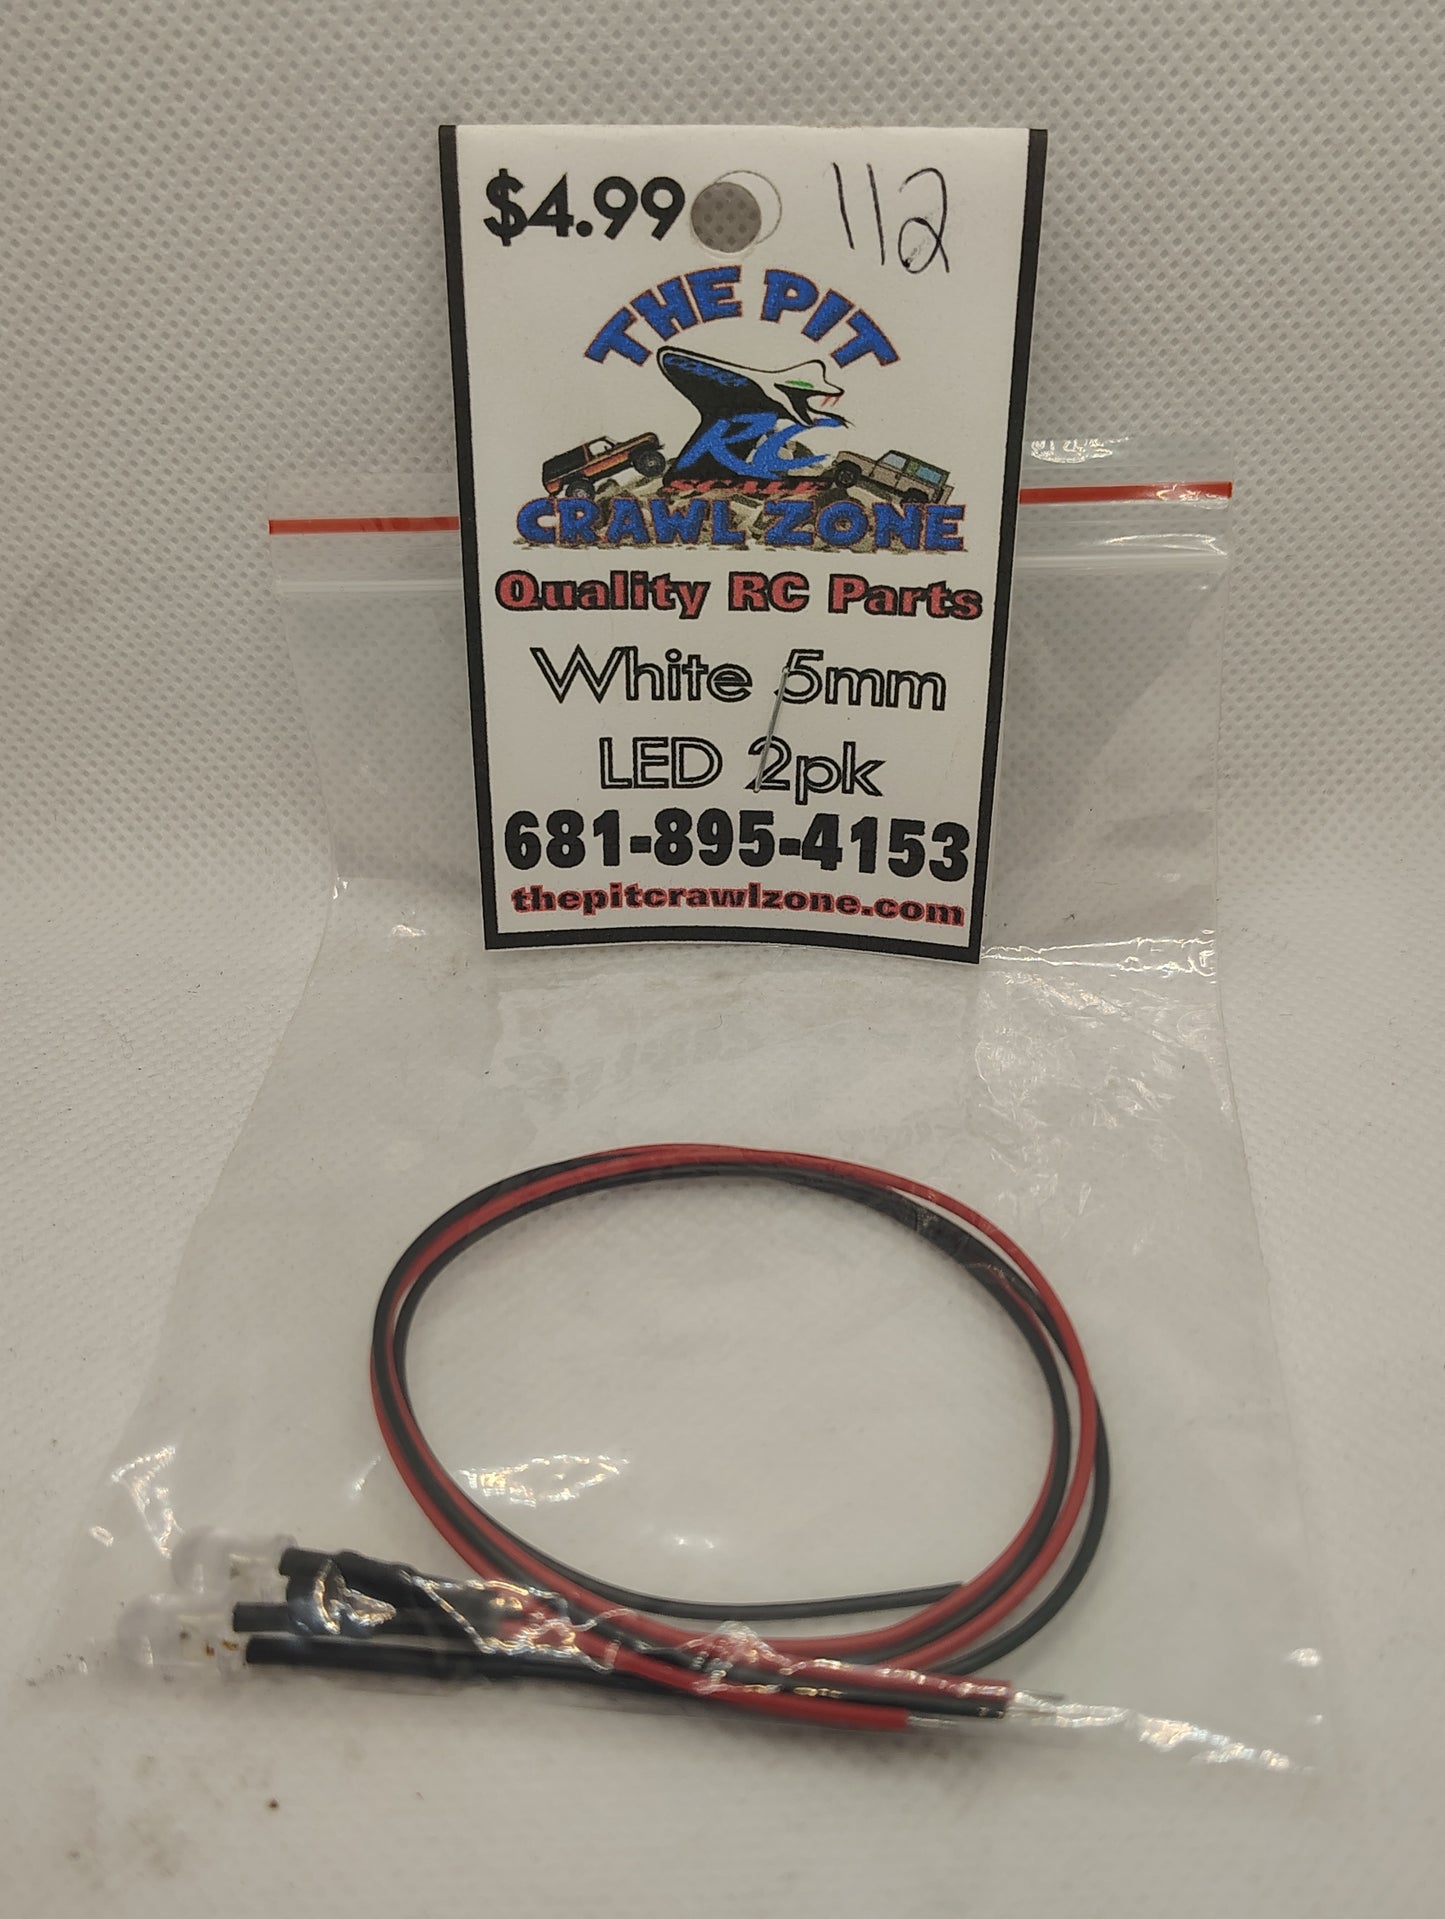 $4.99 112
THE PIT
COBRA
RC
SCALE
CRAWL ZONE
Quality RC Parts
White 5mm
LED 2pk
681-895-4153
thepitcrawlzone.com